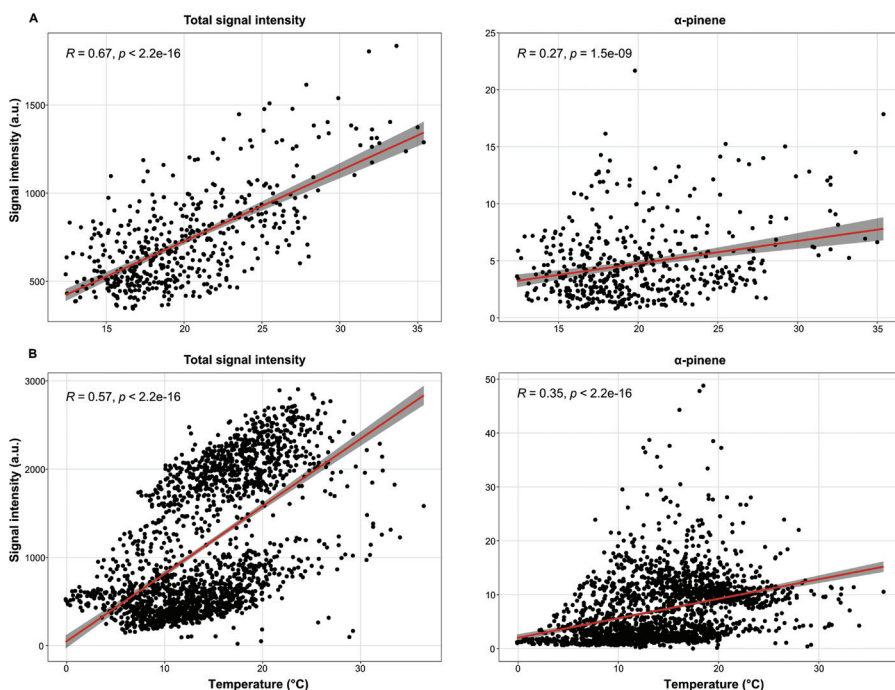 A
Total signal intensity
α-pinene
R = 0.67, p < 2.2e-16
R = 0.27, p = 1.5e-09
Signal intensity (a.u.)
1500
1000
500
25
20
15
10
5
0
15 20 25 30 35
15 20 25 30 35
B
Total signal intensity
α-pinene
R = 0.57, p < 2.2e-16
R = 0.35, p < 2.2e-16
Signal intensity (a.u.)
3000
2000
1000
0
50
40
30
20
10
0
0 10 20 30
0 10 20 30
Temperature (°C)
Temperature (°C)